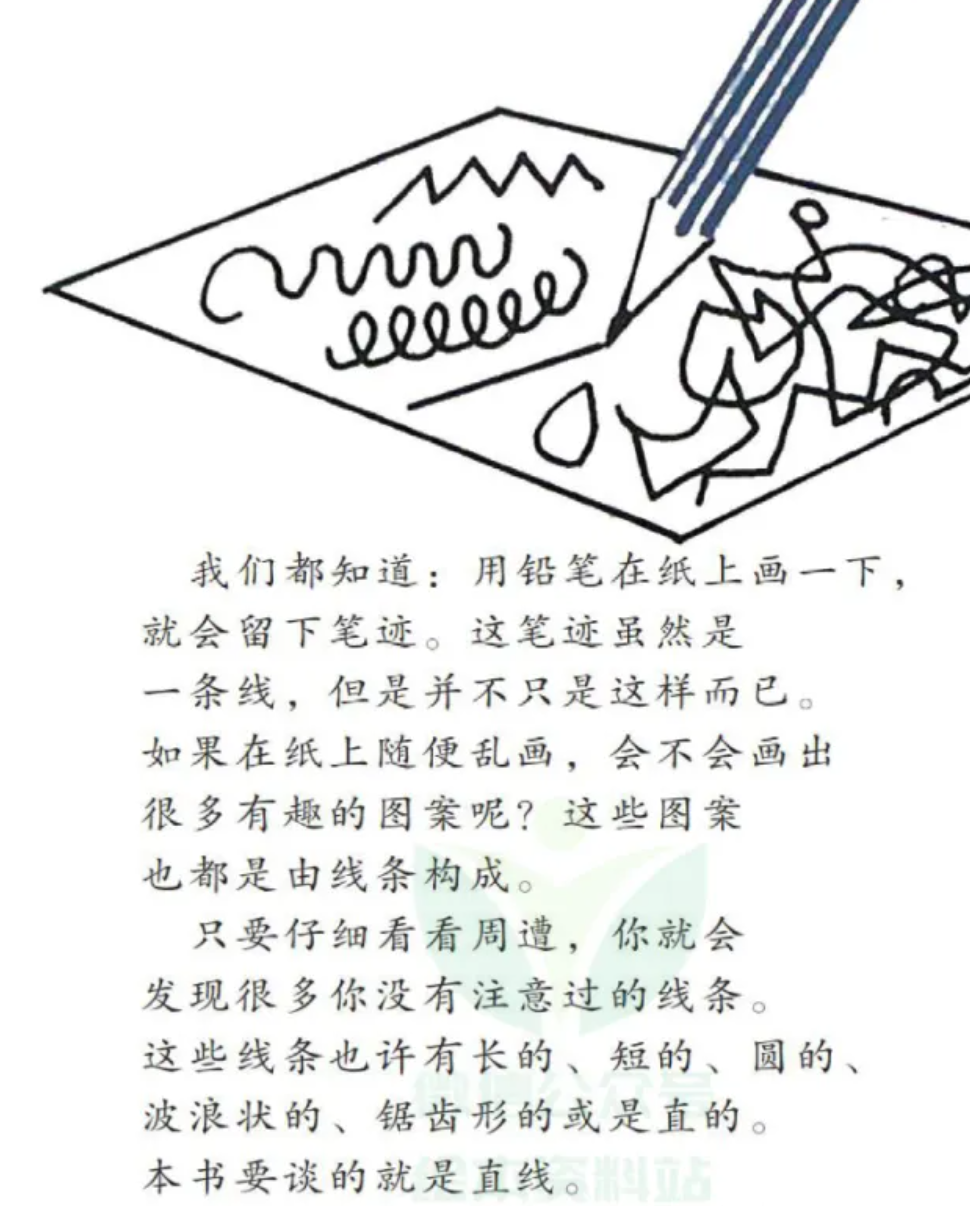 我们都知道：用铅笔在纸上画一下，
就会留下笔迹。这笔迹虽然是
一条线，但是并不只是这样而已。
如果在纸上随便乱画，会不会画出
很多有趣的图案呢？这些图案
也都是由线条构成。
只要仔细看看周遭，你就会
发现很多你没有注意过的线条。
这些线条也许有长的、短的、圆的、
波浪状的、锯齿形的或是直的。
本书要谈的就是直线。